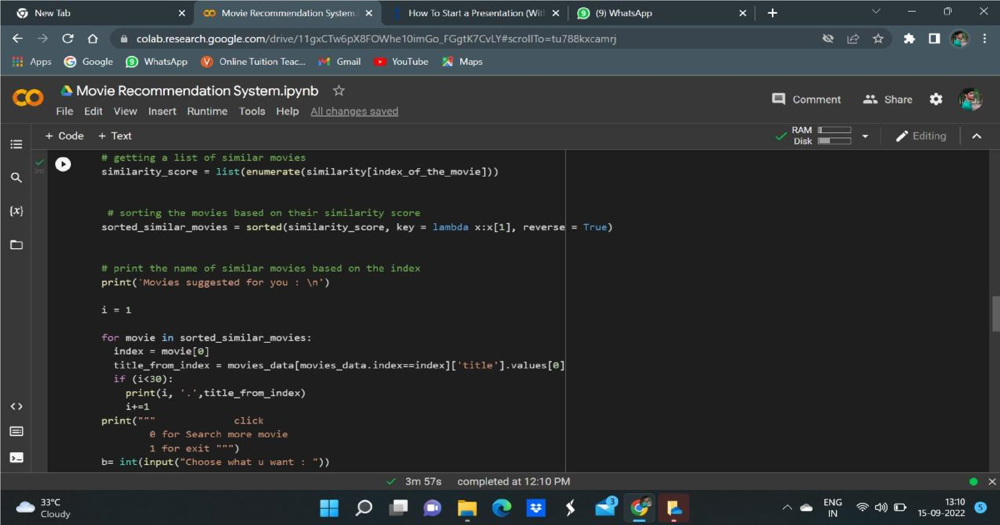 New Tab
Movie Recommendation System.
How To Start a Presentation (Wit
(9) WhatsApp
colab.research.google.com/drive/11gxCTw6pX8FOWhe10imGo_FGgtK7CvLY#scrollTo=tu788kxcamrj
Apps Google 9 WhatsApp Online Tuition Teac... Gmail YouTube Maps
Movie Recommendation System.ipynb
Comment Share
File Edit View Insert Runtime Tools Help All changes saved
+ Code + Text
RAM
Disk
Editing
3m
# getting a list of similar movies
similarity_score = list(enumerate(similarity[index_of_the_movie]))
# sorting the movies based on their similarity score
sorted_similar_movies = sorted(similarity_score, key = lambda x:x[1], reverse = True)
# print the name of similar movies based on the index
print('Movies suggested for you : \n')
i = 1
for movie in sorted_similar_movies:
index = movie[0]
title_from_index = movies_data[movies_data.index==index]['title'].values[0]
if (i<30):
print(i, '.',title_from_index)
i+=1
print(""" click
0 for Search more movie
1 for exit """)
b= int(input("Choose what u want : "))
3m 57s completed at 12:10 PM
33°C
Cloudy
3
ENG
IN
13:10
15-09-2022
5